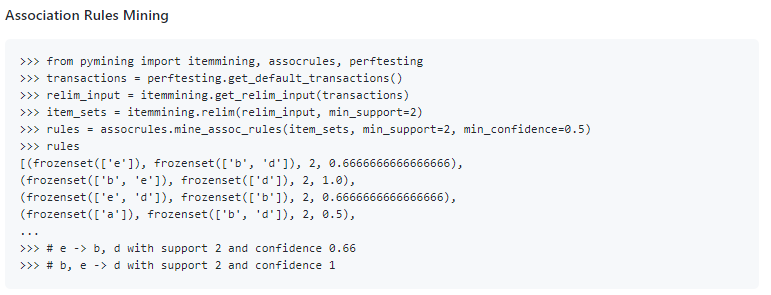 Association Rules Mining
>>> from pymining import itemmining, assocrules, perftesting
>>> transactions = perftesting.get_default_transactions()
>>> relim_input = itemmining.get_relim_input(transactions)
>>> item_sets = itemmining.relim(relim_input, min_support=2)
>>> rules = assocrules.mine_assoc_rules(item_sets, min_support=2, min_confidence=0.5)
>>> rules
[(frozenset(['e']), frozenset(['b', 'd']), 2, 0.6666666666666666),
(frozenset(['b', 'e']), frozenset(['d']), 2, 1.0),
(frozenset(['e', 'd']), frozenset(['b']), 2, 0.6666666666666666),
(frozenset(['a']), frozenset(['b', 'd']), 2, 0.5),
...
>>> # e -> b, d with support 2 and confidence 0.66
>>> # b, e -> d with support 2 and confidence 1